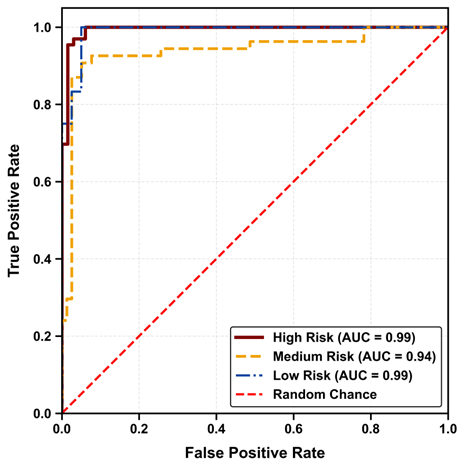 1.0
0.8
0.6
0.4
0.2
0.0
True Positive Rate
High Risk (AUC = 0.99)
Medium Risk (AUC = 0.94)
Low Risk (AUC = 0.99)
Random Chance
0.0 0.2 0.4 0.6 0.8 1.0
False Positive Rate